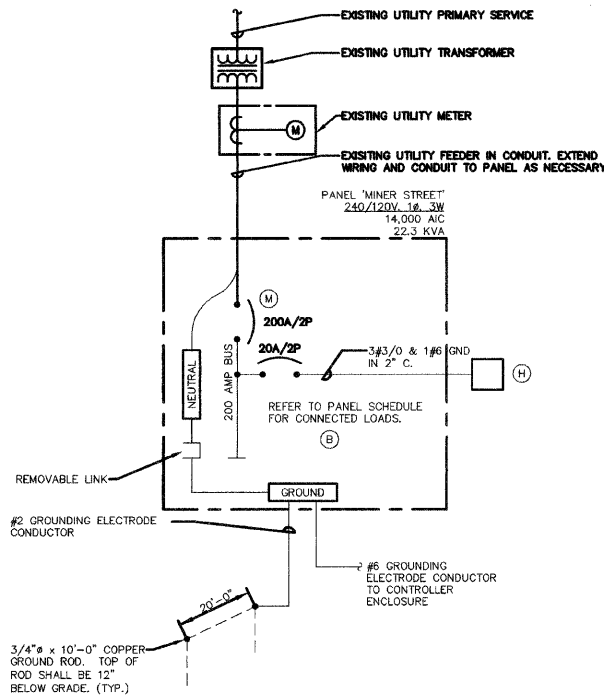 EXISTING UTILITY PRIMARY SERVICE
EXISTING UTILITY TRANSFORMER
EXISTING UTILITY METER
M
EXISITING UTILITY FEEDER IN CONDUIT. EXTEND
WIRING AND CONDUIT TO PANEL AS NECESSARY
PANEL 'MINER STREET'
240/120V, 1ø, 3W
14,000 AIC
22.3 KVA
M
200A/2P
20A/2P
3#3/0 & 1#6 GND
IN 2" C.
H
NEUTRAL
200 AMP BUS
REFER TO PANEL SCHEDULE
FOR CONNECTED LOADS.
B
REMOVABLE LINK
GROUND
#2 GROUNDING ELECTRODE
CONDUCTOR
#6 GROUNDING
ELECTRODE CONDUCTOR
TO CONTROLLER
ENCLOSURE
20'-0"
3/4"ø x 10'-0" COPPER
GROUND ROD. TOP OF
ROD SHALL BE 12"
BELOW GRADE. (TYP.)